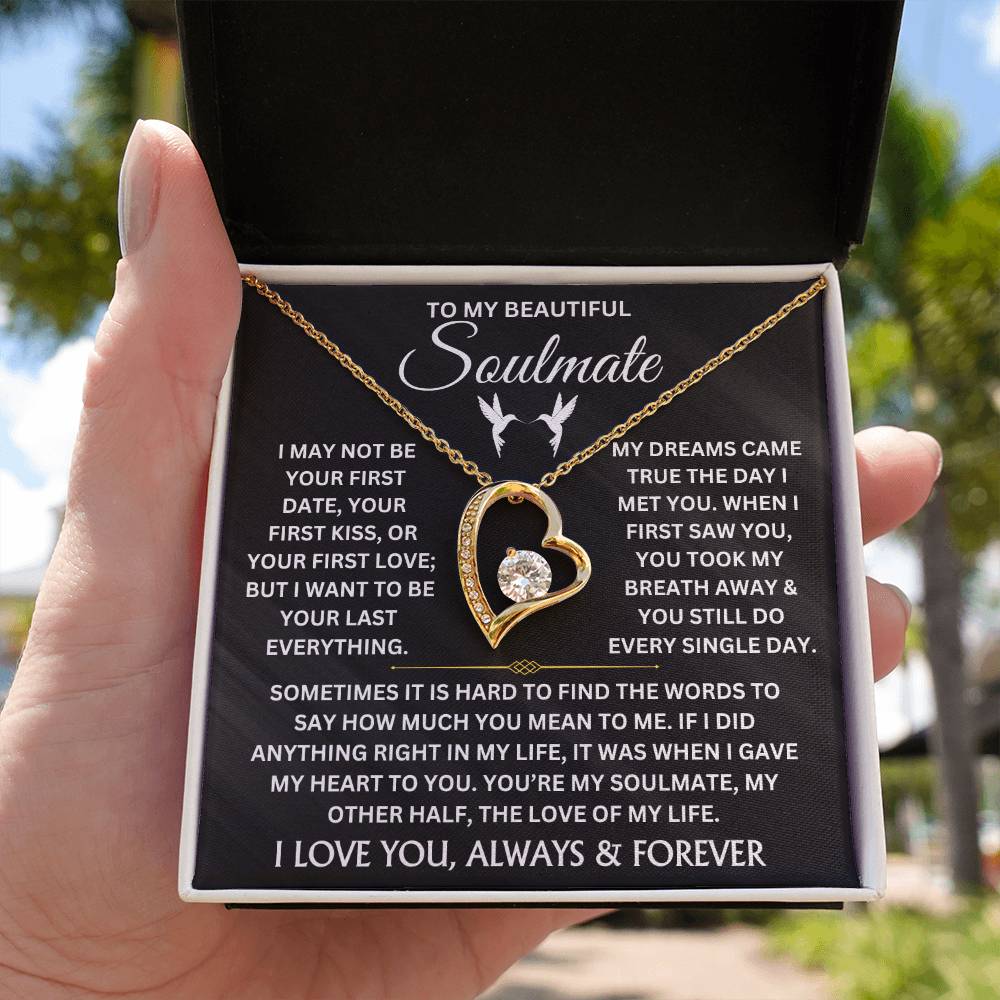 TO MY BEAUTIFUL
Soulmate
I MAY NOT BE
YOUR FIRST
DATE, YOUR
FIRST KISS, OR
YOUR FIRST LOVE;
BUT I WANT TO BE
YOUR LAST
EVERYTHING.
MY DREAMS CAME
TRUE THE DAY I
MET YOU. WHEN I
FIRST SAW YOU,
YOU TOOK MY
BREATH AWAY &
YOU STILL DO
EVERY SINGLE DAY.
SOMETIMES IT IS HARD TO FIND THE WORDS TO
SAY HOW MUCH YOU MEAN TO ME. IF I DID
ANYTHING RIGHT IN MY LIFE, IT WAS WHEN I GAVE
MY HEART TO YOU. YOU’RE MY SOULMATE, MY
OTHER HALF, THE LOVE OF MY LIFE.
I LOVE YOU, ALWAYS & FOREVER